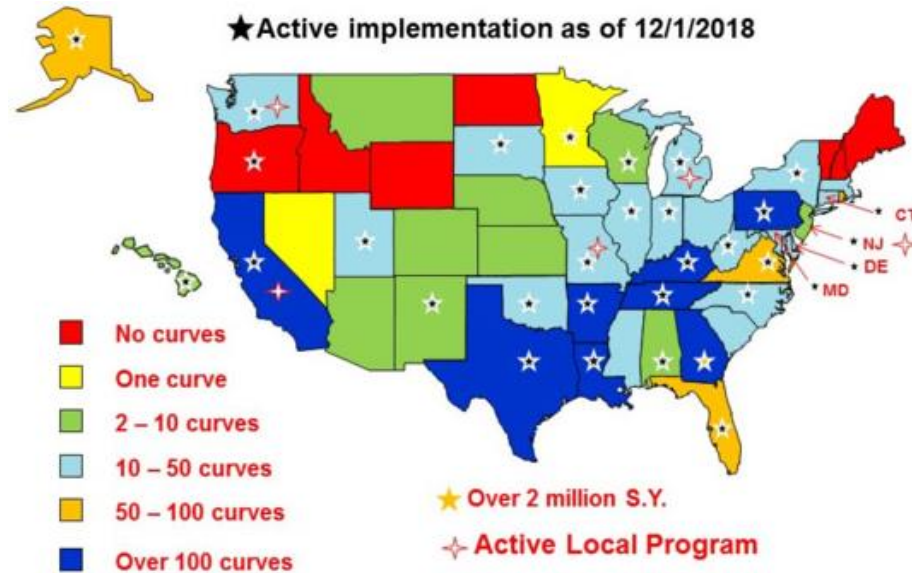 ★Active implementation as of 12/1/2018
CT
NJ
DE
MD
No curves
One curve
2 – 10 curves
10 – 50 curves
50 – 100 curves
Over 100 curves
Over 2 million S.Y.
Active Local Program